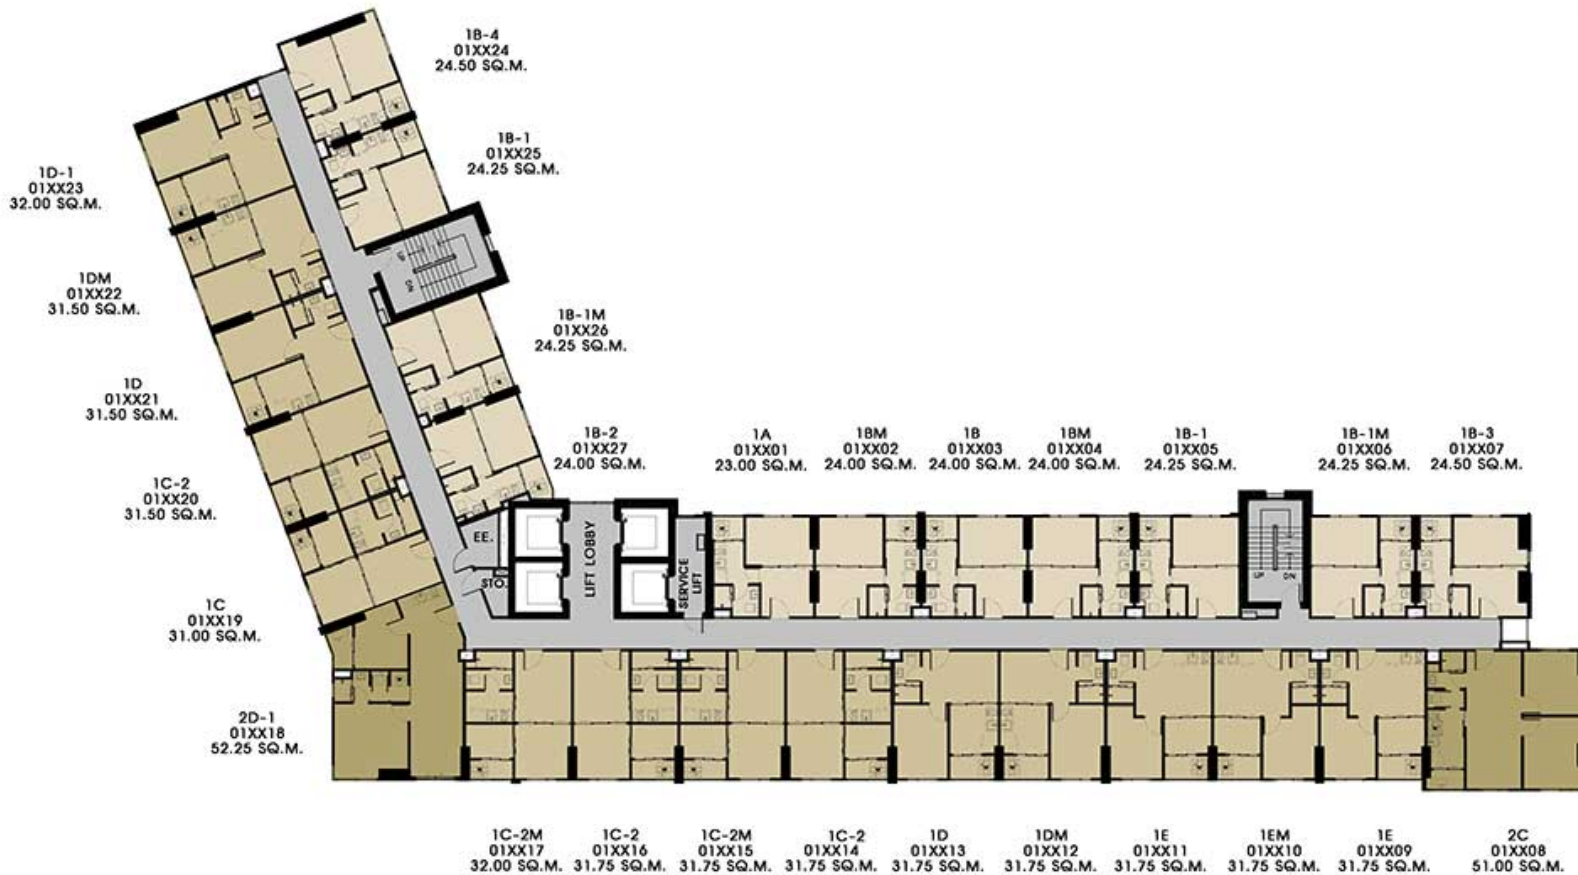 1B-4
01XX24
24.50 SQ.M.
1B-1
01XX25
24.25 SQ.M.
1D-1
01XX23
32.00 SQ.M.
UP
DN
1DM
01XX22
31.50 SQ.M.
1B-1M
01XX26
24.25 SQ.M.
1D
01XX21
31.50 SQ.M.
1B-2
01XX27
24.00 SQ.M.
1A
01XX01
23.00 SQ.M.
1BM
01XX02
24.00 SQ.M.
1B
01XX03
24.00 SQ.M.
1BM
01XX04
24.00 SQ.M.
1B-1
01XX05
24.25 SQ.M.
1B-1M
01XX06
24.25 SQ.M.
1B-3
01XX07
24.50 SQ.M.
1C-2
01XX20
31.50 SQ.M.
EE.
STO.
LIFT LOBBY
SERVICE
LIFT
UP
DN
1C
01XX19
31.00 SQ.M.
2D-1
01XX18
52.25 SQ.M.
1C-2M
01XX17
32.00 SQ.M.
1C-2
01XX16
31.75 SQ.M.
1C-2M
01XX15
31.75 SQ.M.
1C-2
01XX14
31.75 SQ.M.
1D
01XX13
31.75 SQ.M.
1DM
01XX12
31.75 SQ.M.
1E
01XX11
31.75 SQ.M.
1EM
01XX10
31.75 SQ.M.
1E
01XX09
31.75 SQ.M.
2C
01XX08
51.00 SQ.M.